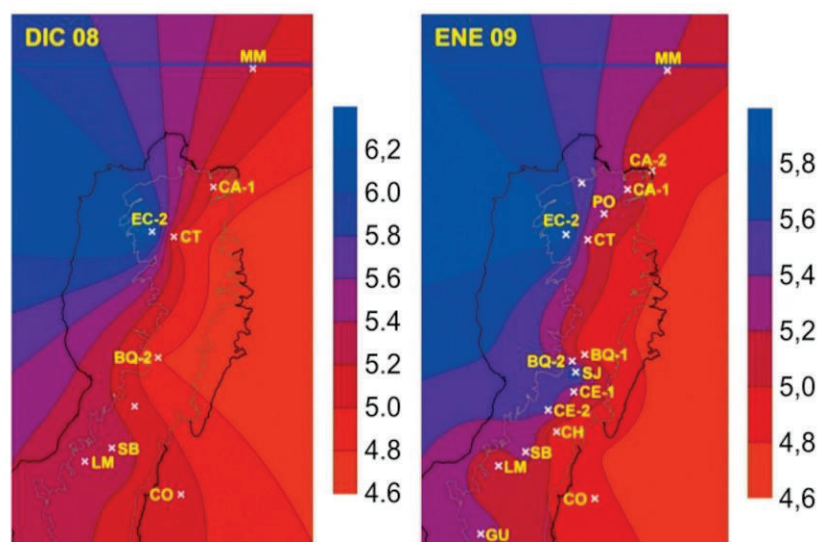 DIC 08
MM
CA-1
EC-2
CT
BQ-2
SB
LM
CO
6,2
6.0
5.8
5.6
5.4
5.2
5.0
4.8
4.6
ENE 09
MM
CA-2
CA-1
PO
EC-2
CT
BQ-1
BQ-2
SJ
CE-1
CE-2
CH
SB
LM
CO
GU
5,8
5,6
5,4
5,2
5,0
4,8
4,6